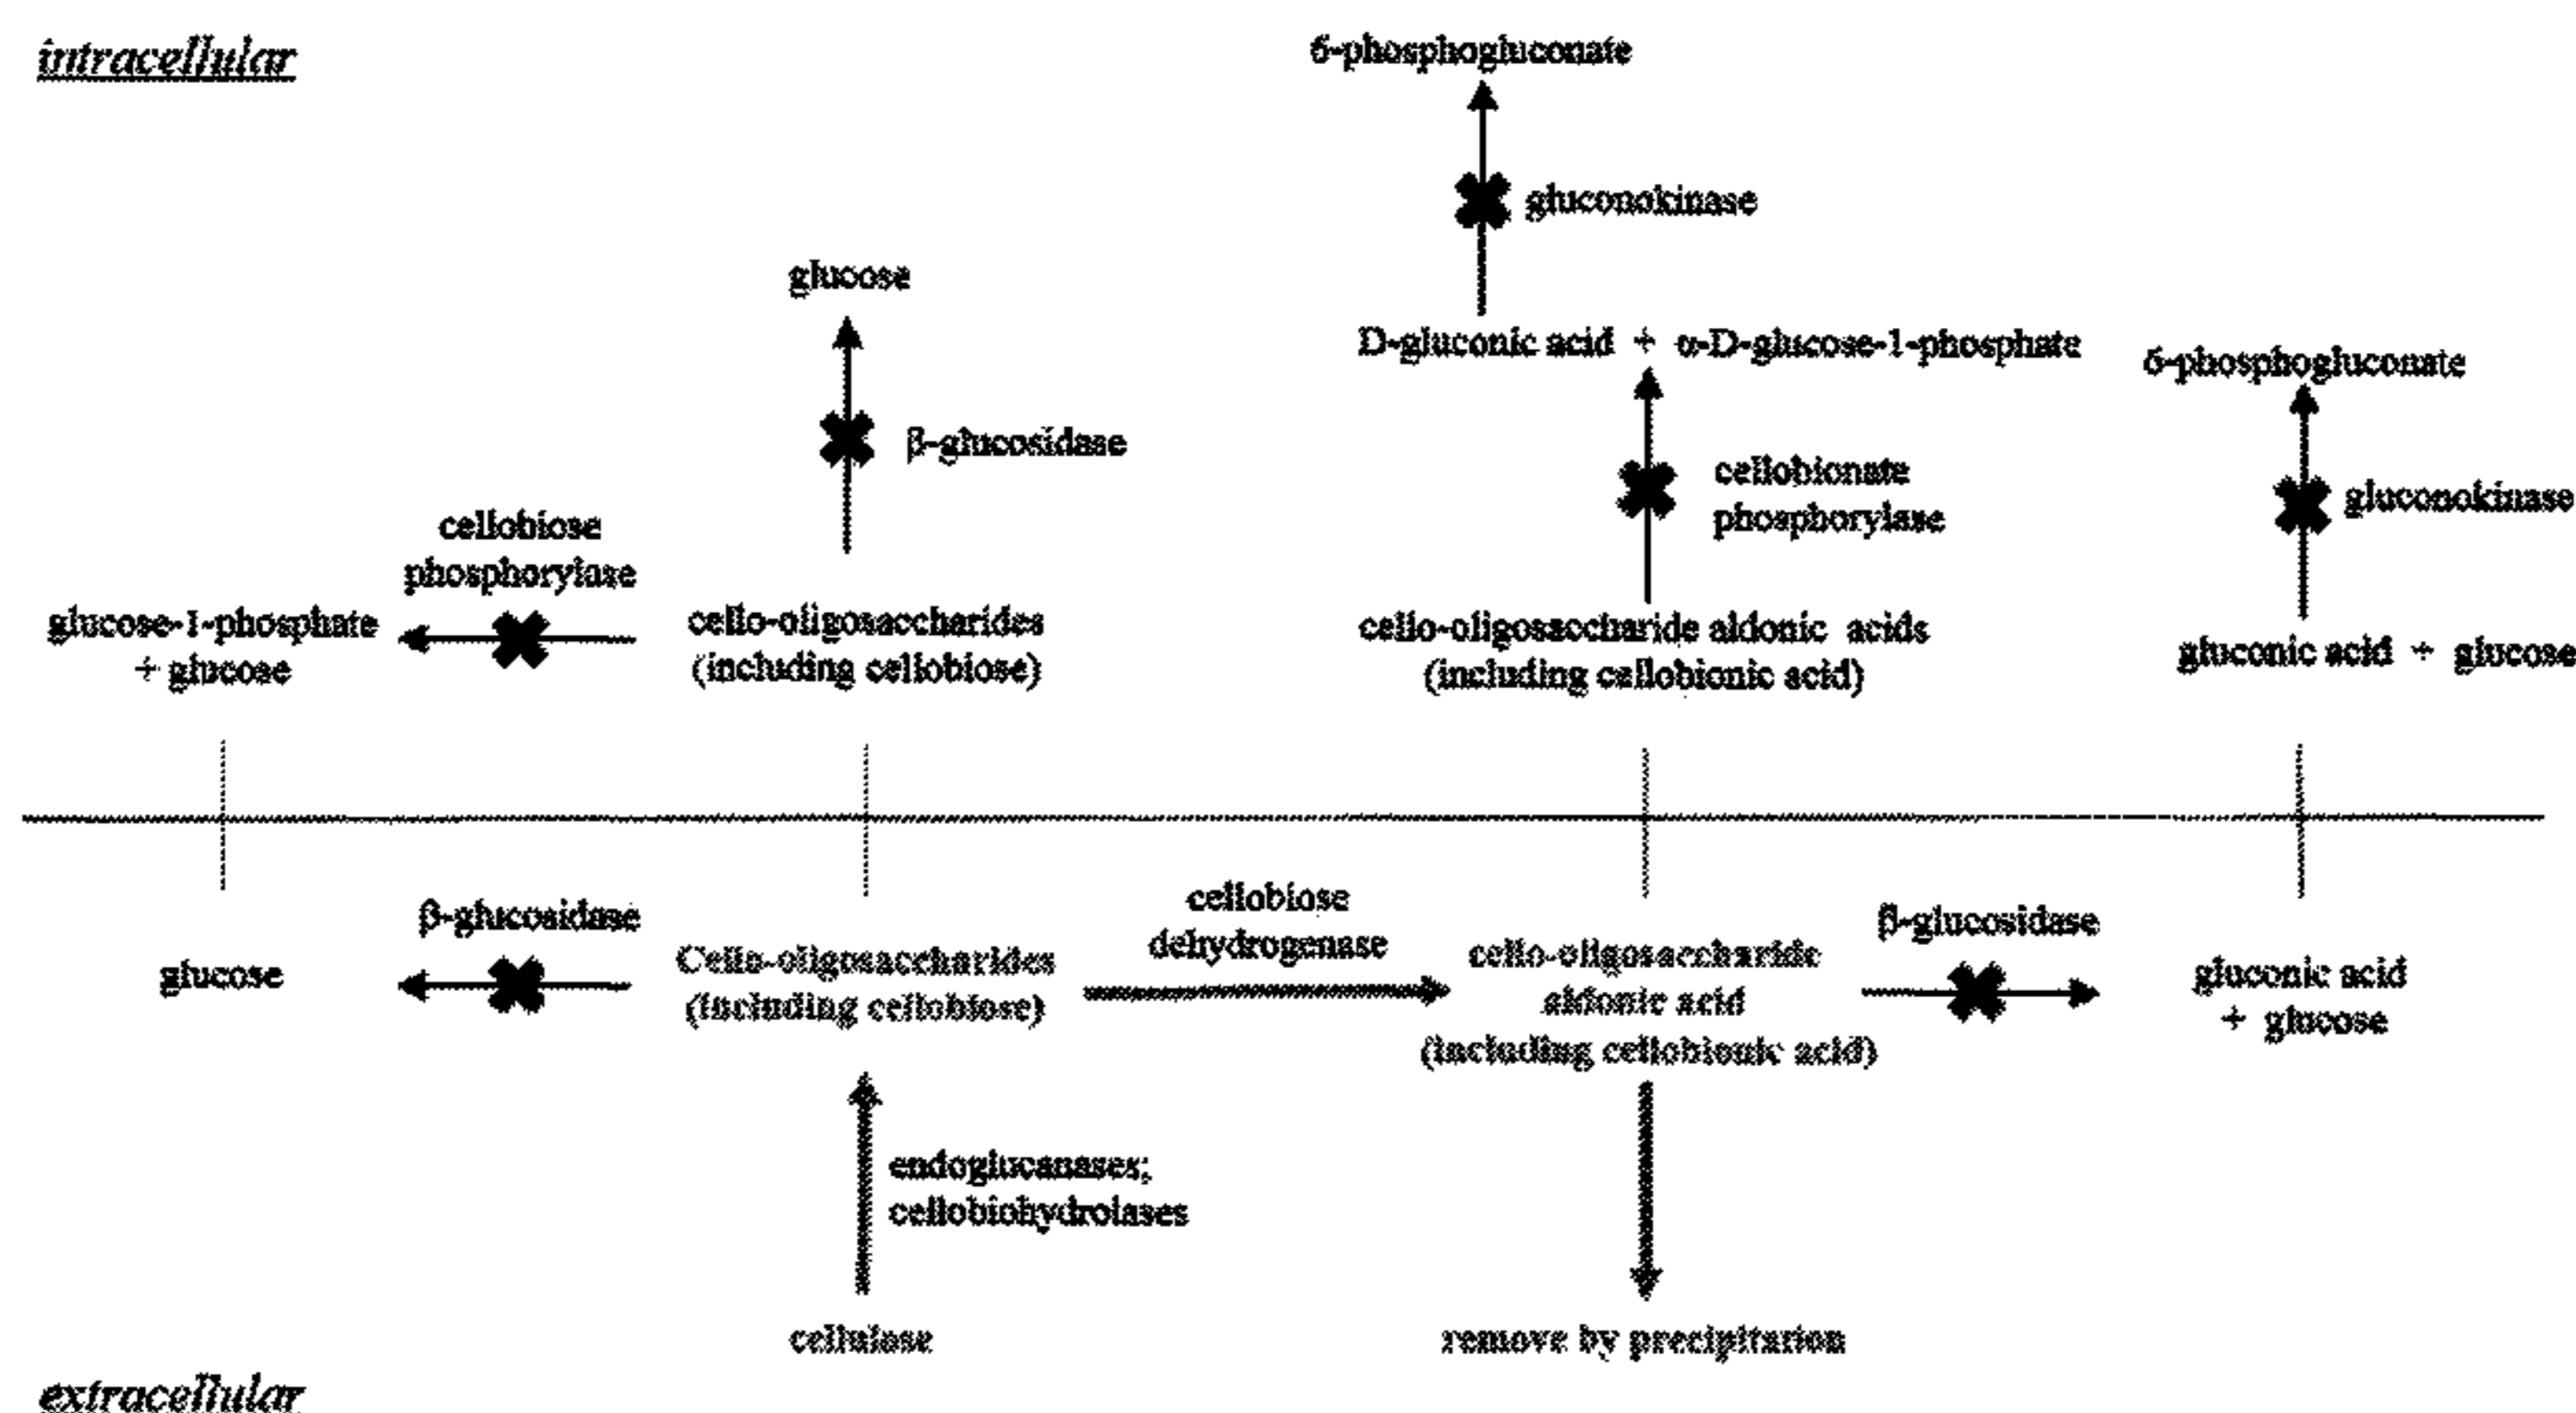 intracellular
6-phosphogluconate
gluconokinase
glucose
D-gluconic acid + α-D-glucose-1-phosphate
6-phosphogluconate
β-glucosidase
cellobionate
phosphorylase
gluconokinase
cellobiose
phosphorylase
glucose-1-phosphate
+ glucose
cello-oligosaccharides
(including cellobiose)
cello-oligosaccharide aldonic acids
(including cellobionic acid)
gluconic acid + glucose
β-glucosidase
glucose
Cello-oligosaccharides
(including cellobiose)
cellobiose
dehydrogenase
cello-oligosaccharide
aldonic acid
(including cellobionic acid)
β-glucosidase
gluconic acid
+ glucose
endoglucanases;
cellobiohydrolases
cellulose
remove by precipitation
extracellular